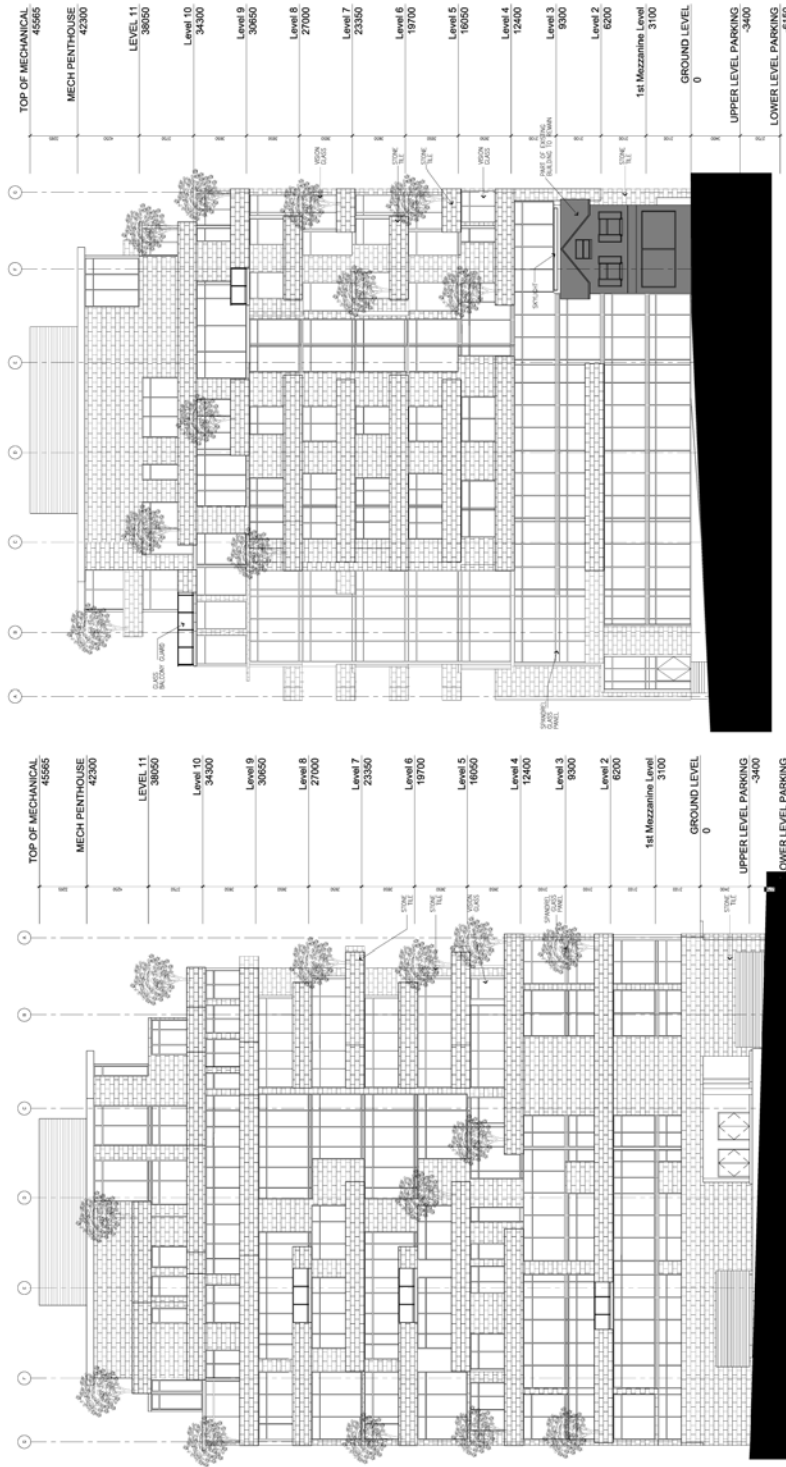 TOP OF MECHANICAL
45565
MECH PENTHOUSE
42300
LEVEL 11
38050
Level 10
34300
Level 9
30650
Level 8
27000
Level 7
23350
Level 6
19700
Level 5
16050
Level 4
12400
Level 3
9300
Level 2
6200
1st Mezzanine Level
3100
GROUND LEVEL
0
UPPER LEVEL PARKING
-3400
LOWER LEVEL PARKING
VISION
GLASS
STONE
TILE
STONE
TILE
VISION
GLASS
PART OF EXISTING
BUILDING TO REMAIN
STONE
TILE
SKYLIGHT
GLASS
BALCONY GUARD
SPANDREL
GLASS
PANEL
TOP OF MECHANICAL
45565
MECH PENTHOUSE
42300
LEVEL 11
38050
Level 10
34300
Level 9
30650
Level 8
27000
Level 7
23350
Level 6
19700
Level 5
16050
Level 4
12400
Level 3
9300
Level 2
6200
1st Mezzanine Level
3100
GROUND LEVEL
0
UPPER LEVEL PARKING
-3400
OWER LEVEL PARKING
STONE
TILE
STONE
TILE
VISION
GLASS
SPANDREL
GLASS
PANEL
STONE
TILE